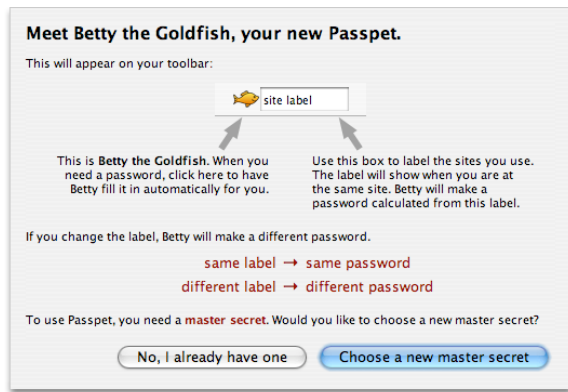 Meet Betty the Goldfish, your new Passpet.
This will appear on your toolbar:
site label
This is Betty the Goldfish. When you
need a password, click here to have
Betty fill it in automatically for you.
Use this box to label the sites you use.
The label will show when you are at
the same site. Betty will make a
password calculated from this label.
If you change the label, Betty will make a different password.
same label → same password
different label → different password
To use Passpet, you need a master secret. Would you like to choose a new master secret?
No, I already have one
Choose a new master secret